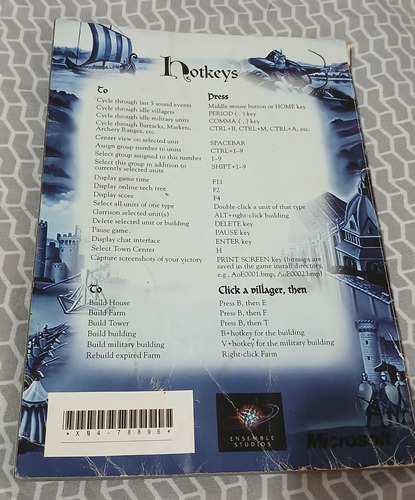 Hotkeys
To Press
Cycle through last 5 sound events Middle mouse button or HOME key
Cycle through idle villagers PERIOD (.) key
Cycle through idle military units COMMA (,) key
Cycle through Barracks, Markets, Archery Ranges, etc. CTRL+B, CTRL+M, CTRL+A, etc.
Center view on selected unit SPACEBAR
Assign group number to units CTRL+1–9
Select group assigned to this number 1–9
Select this group in addition to currently selected units SHIFT+1–9
Display game time F11
Display online tech tree F2
Display score F4
Select all units of one type Double-click a unit of that type
Garrison selected unit(s) ALT+right-click building
Delete selected unit or building DELETE key
Pause game PAUSE key
Display chat interface ENTER key
Select Town Center H
Capture screenshots of your victory PRINT SCREEN key (bitmaps are
saved in the game install directory,
e.g., AoE0001.bmp, AoE0002.bmp)
To Click a villager, then
Build House Press B, then E
Build Farm Press B, then F
Build Tower Press B, then T
Build building B+hotkey for the building
Build military building V+hotkey for the military building
Rebuild expired Farm Right-click Farm
*X04-78896*
ENSEMBLE
STUDIOS
Microsoft